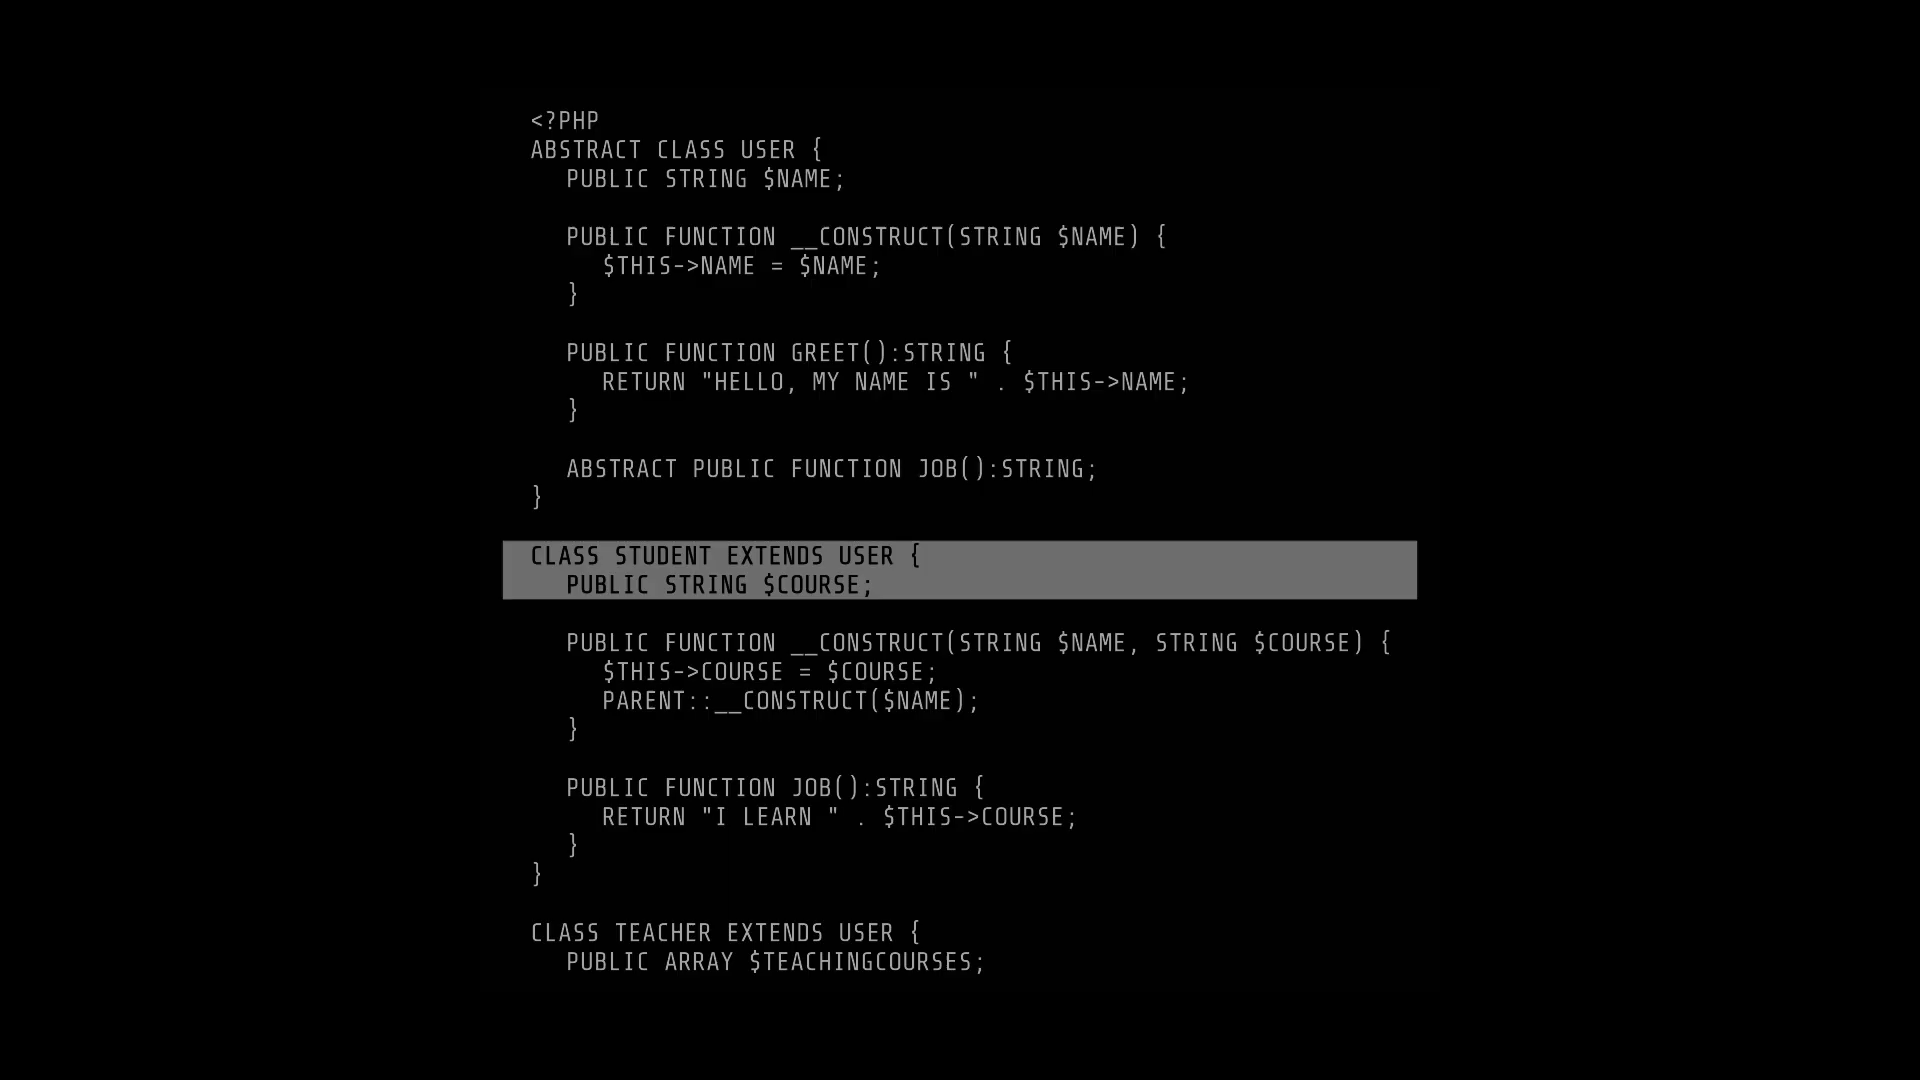 <?PHP
ABSTRACT CLASS USER {
PUBLIC STRING $NAME;
PUBLIC FUNCTION __CONSTRUCT(STRING $NAME) {
$THIS->NAME = $NAME;
}
PUBLIC FUNCTION GREET():STRING {
RETURN "HELLO, MY NAME IS " . $THIS->NAME;
}
ABSTRACT PUBLIC FUNCTION JOB():STRING;
}
CLASS STUDENT EXTENDS USER {
PUBLIC STRING $COURSE;
PUBLIC FUNCTION __CONSTRUCT(STRING $NAME, STRING $COURSE) {
$THIS->COURSE = $COURSE;
PARENT::__CONSTRUCT($NAME);
}
PUBLIC FUNCTION JOB():STRING {
RETURN "I LEARN " . $THIS->COURSE;
}
}
CLASS TEACHER EXTENDS USER {
PUBLIC ARRAY $TEACHINGCOURSES;